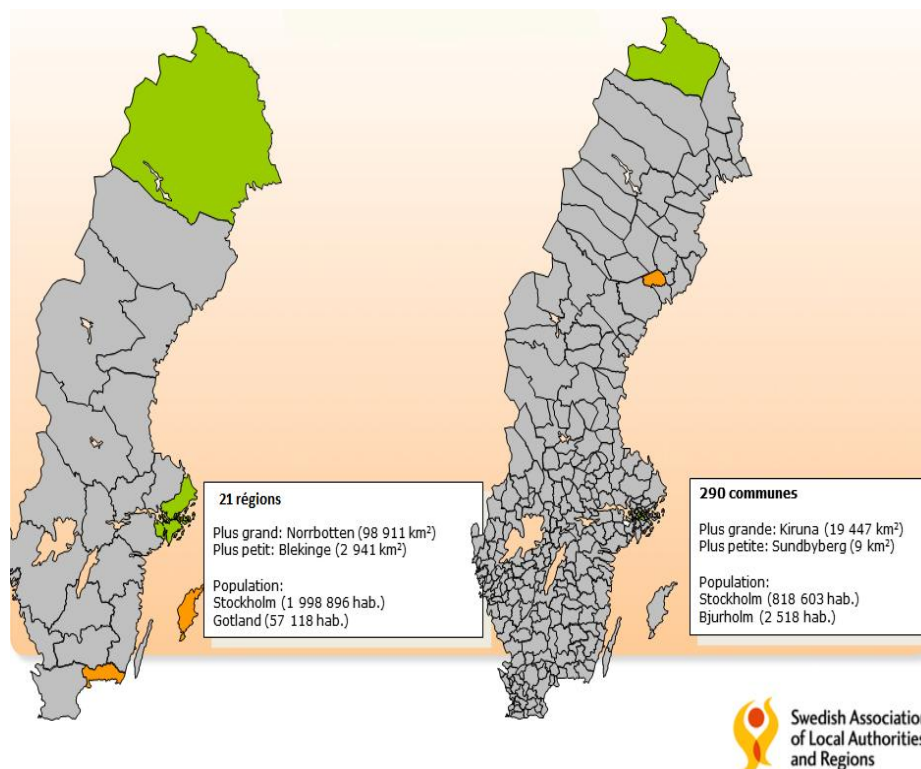 21 régions
Plus grand: Norrbotten (98 911 km²)
Plus petit: Blekinge (2 941 km²)
Population:
Stockholm (1 998 896 hab.)
Gotland (57 118 hab.)
290 communes
Plus grande: Kiruna (19 447 km²)
Plus petite: Sundbyberg (9 km²)
Population:
Stockholm (818 603 hab.)
Bjurholm (2 518 hab.)
Swedish Association
of Local Authorities
and Regions